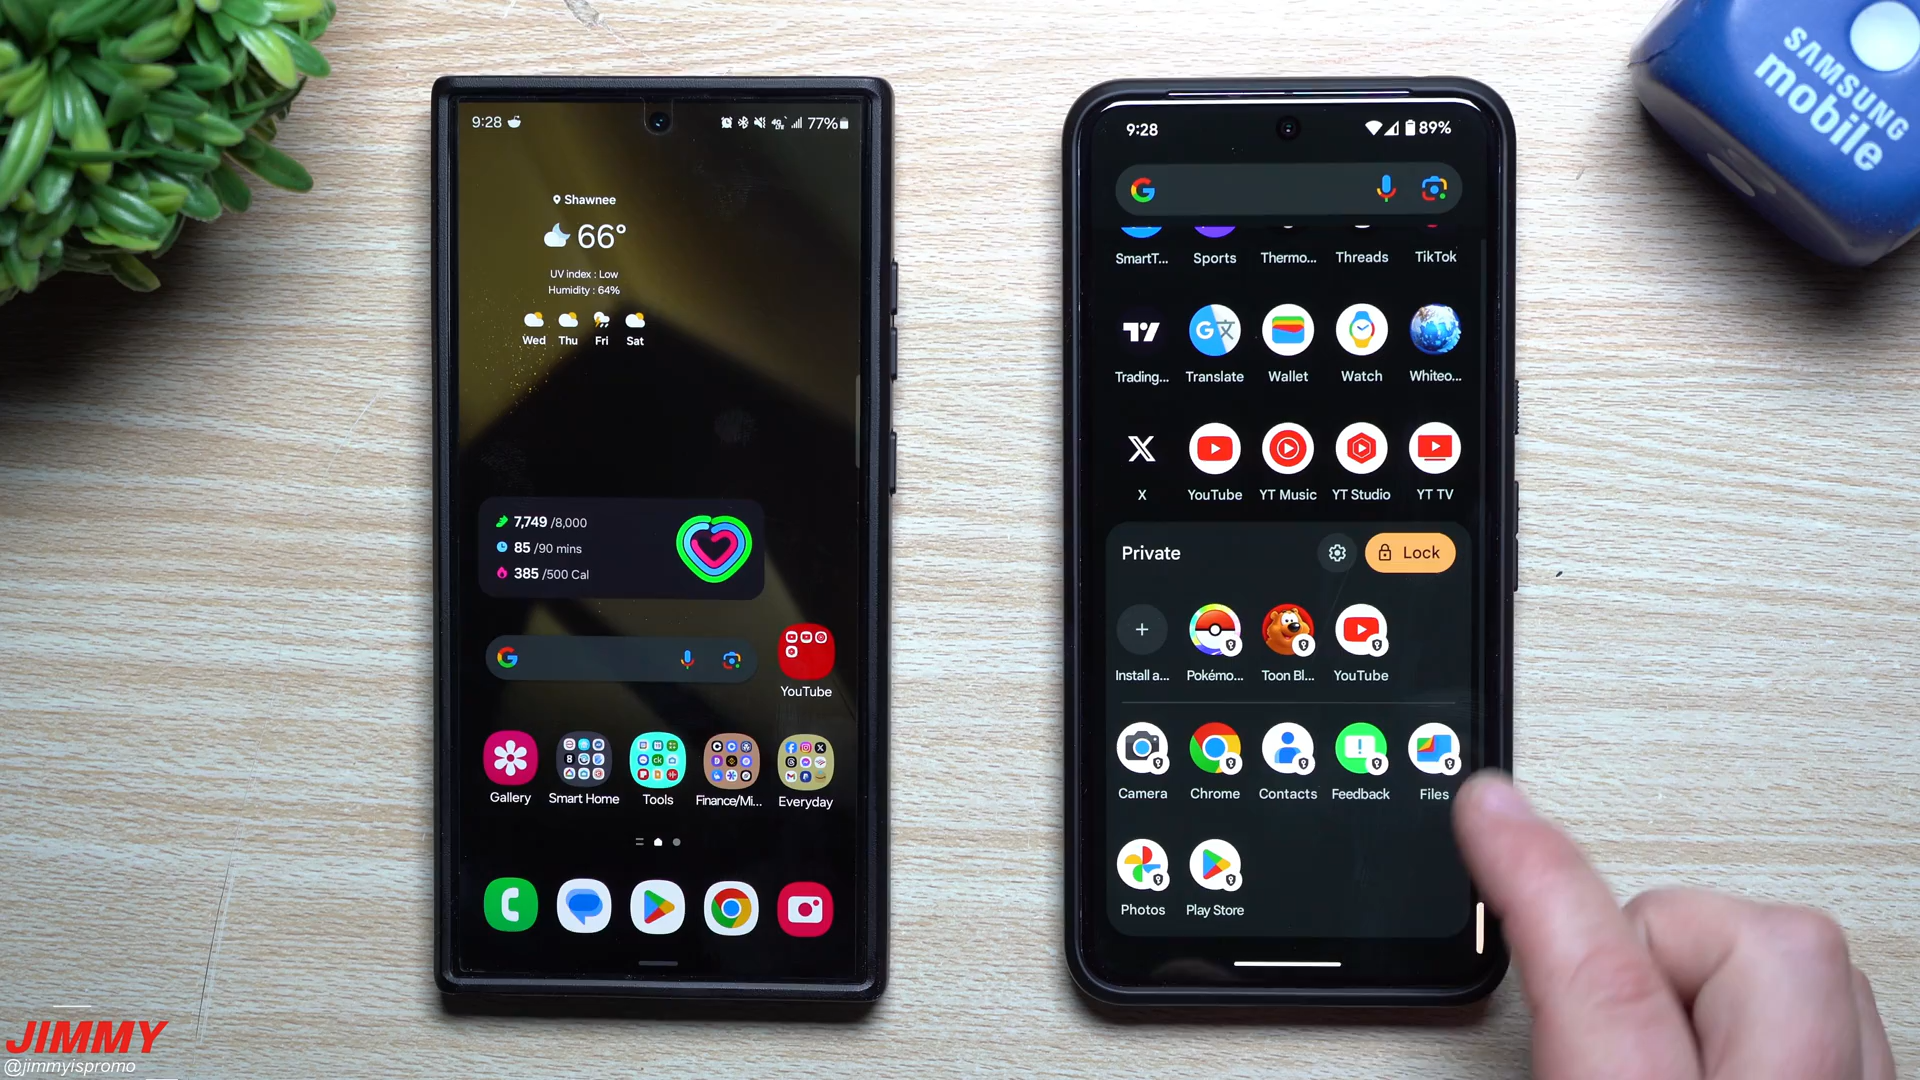 9:28
77%
Shawnee
66°
UV index : Low
Humidity : 64%
Wed Thu Fri Sat
7,749 /8,000
85 /90 mins
385 /500 Cal
YouTube
Gallery Smart Home Tools Finance/Mi... Everyday
9:28
89%
SmartT... Sports Thermo... Threads TikTok
Trading... Translate Wallet Watch Whiteo...
X YouTube YT Music YT Studio YT TV
Private
Lock
Install a... Pokémo... Toon Bl... YouTube
Camera Chrome Contacts Feedback Files
Photos Play Store
SAMSUNG
mobile
JIMMY
@jimmyispromo